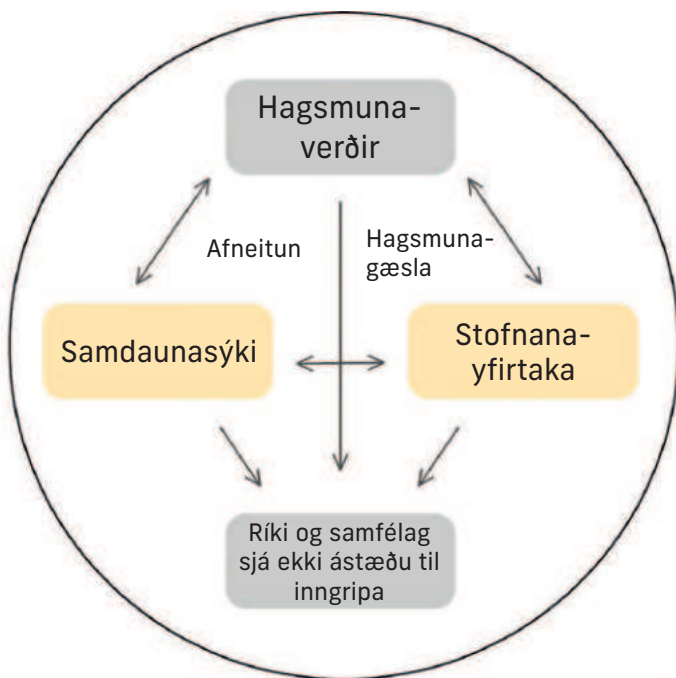 Hagsmuna-
verðir
Afneitun
Hagsmuna-
gæsla
Samdaunasýki
Stofnana-
yfirtaka
Ríki og samfélag
sjá ekki ástæðu til
inngripa